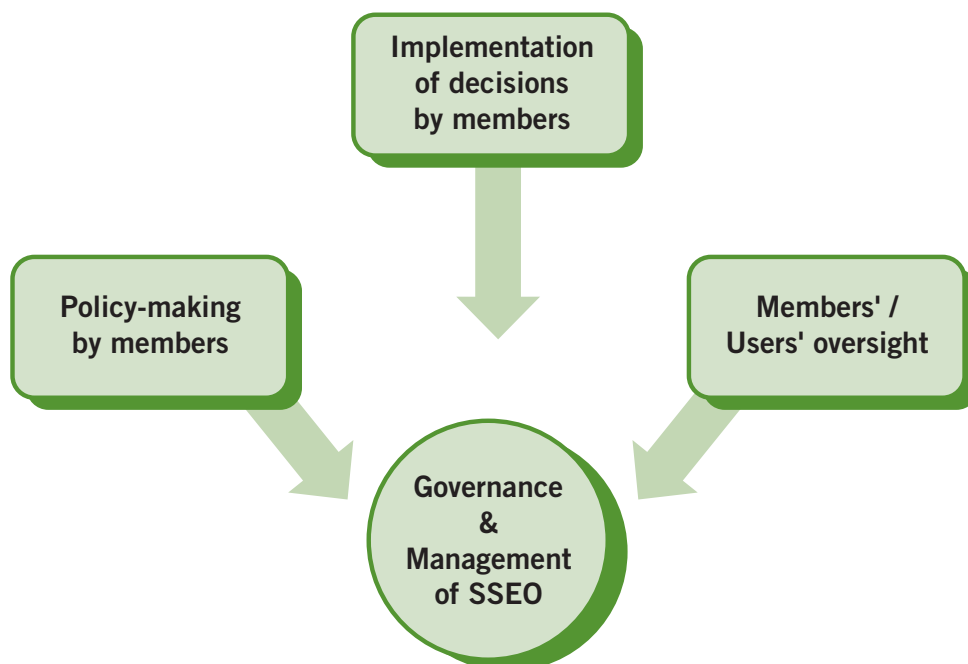 Implementation
of decisions
by members
Policy-making
by members
Members' /
Users' oversight
Governance
&
Management
of SSEO